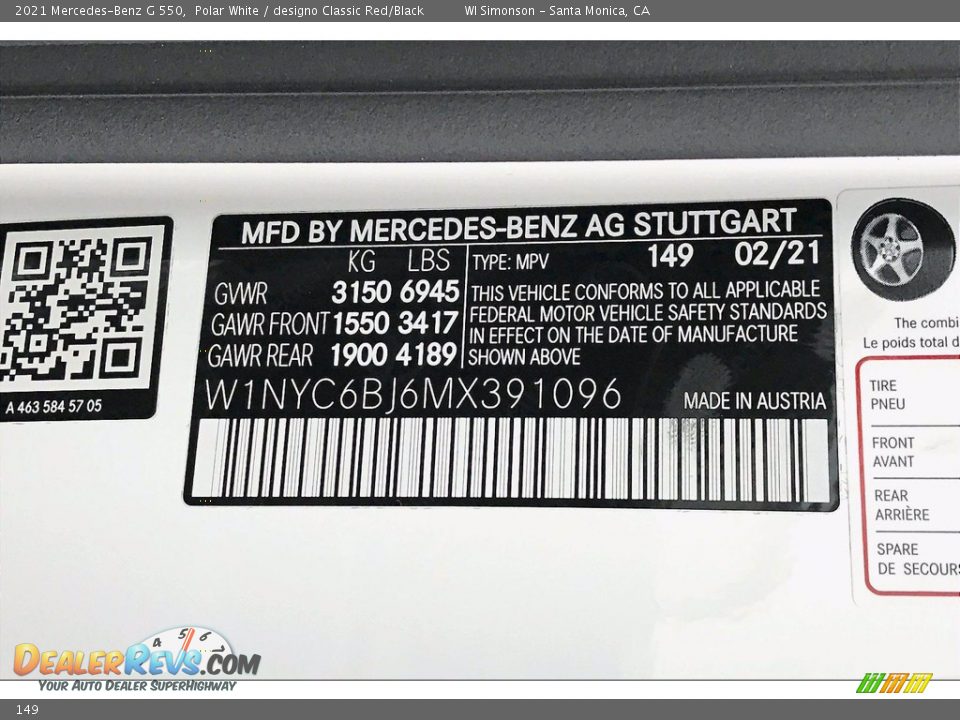 2021 Mercedes-Benz G 550, Polar White / designo Classic Red/Black WI Simonson - Santa Monica, CA
MFD BY MERCEDES-BENZ AG STUTTGART
KG LBS TYPE: MPV 149 02/21
GVWR 3150 6945
GAWR FRONT 1550 3417
GAWR REAR 1900 4189
THIS VEHICLE CONFORMS TO ALL APPLICABLE
FEDERAL MOTOR VEHICLE SAFETY STANDARDS
IN EFFECT ON THE DATE OF MANUFACTURE
SHOWN ABOVE
W1NYC6BJ6MX391096 MADE IN AUSTRIA
A 463 584 57 05
The combi
Le poids total d
TIRE
PNEU
FRONT
AVANT
REAR
ARRIÈRE
SPARE
DE SECOURS
4 5 6
DEALERREVS.COM
YOUR AUTO DEALER SUPERHIGHWAY
149